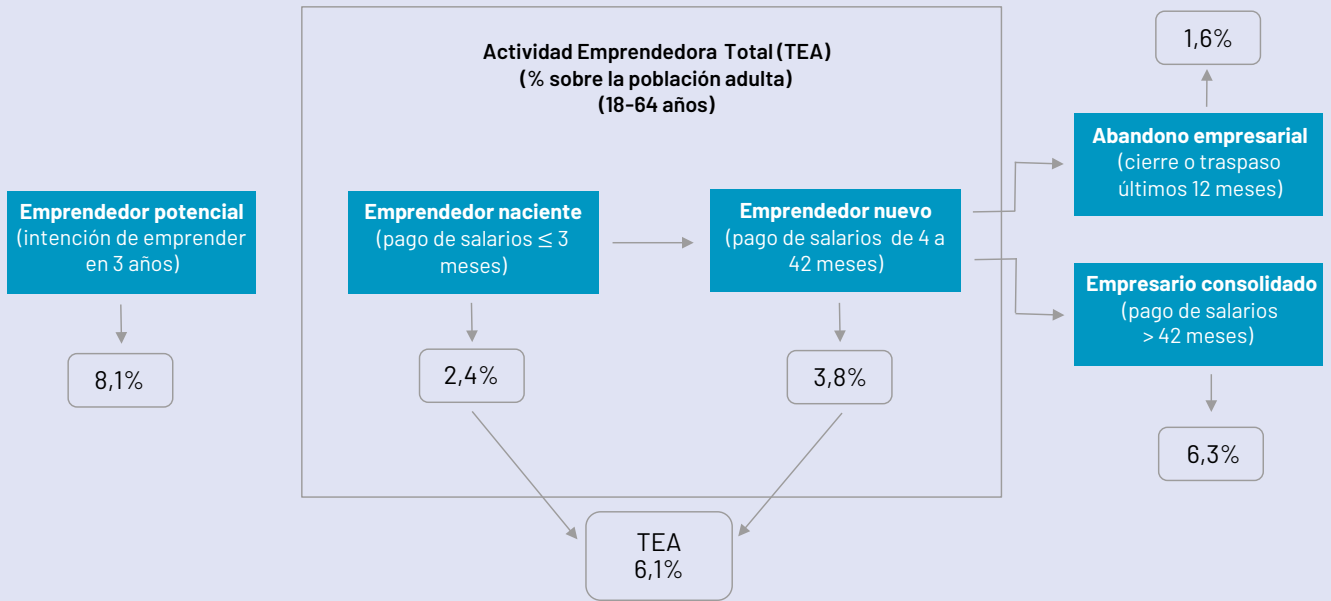 Actividad Emprendedora Total (TEA)
(% sobre la población adulta)
(18-64 años)
Emprendedor potencial
(intención de emprender
en 3 años)
8,1%
Emprendedor naciente
(pago de salarios ≤ 3
meses)
2,4%
Emprendedor nuevo
(pago de salarios de 4 a
42 meses)
3,8%
TEA
6,1%
1,6%
Abandono empresarial
(cierre o traspaso
últimos 12 meses)
Empresario consolidado
(pago de salarios
> 42 meses)
6,3%